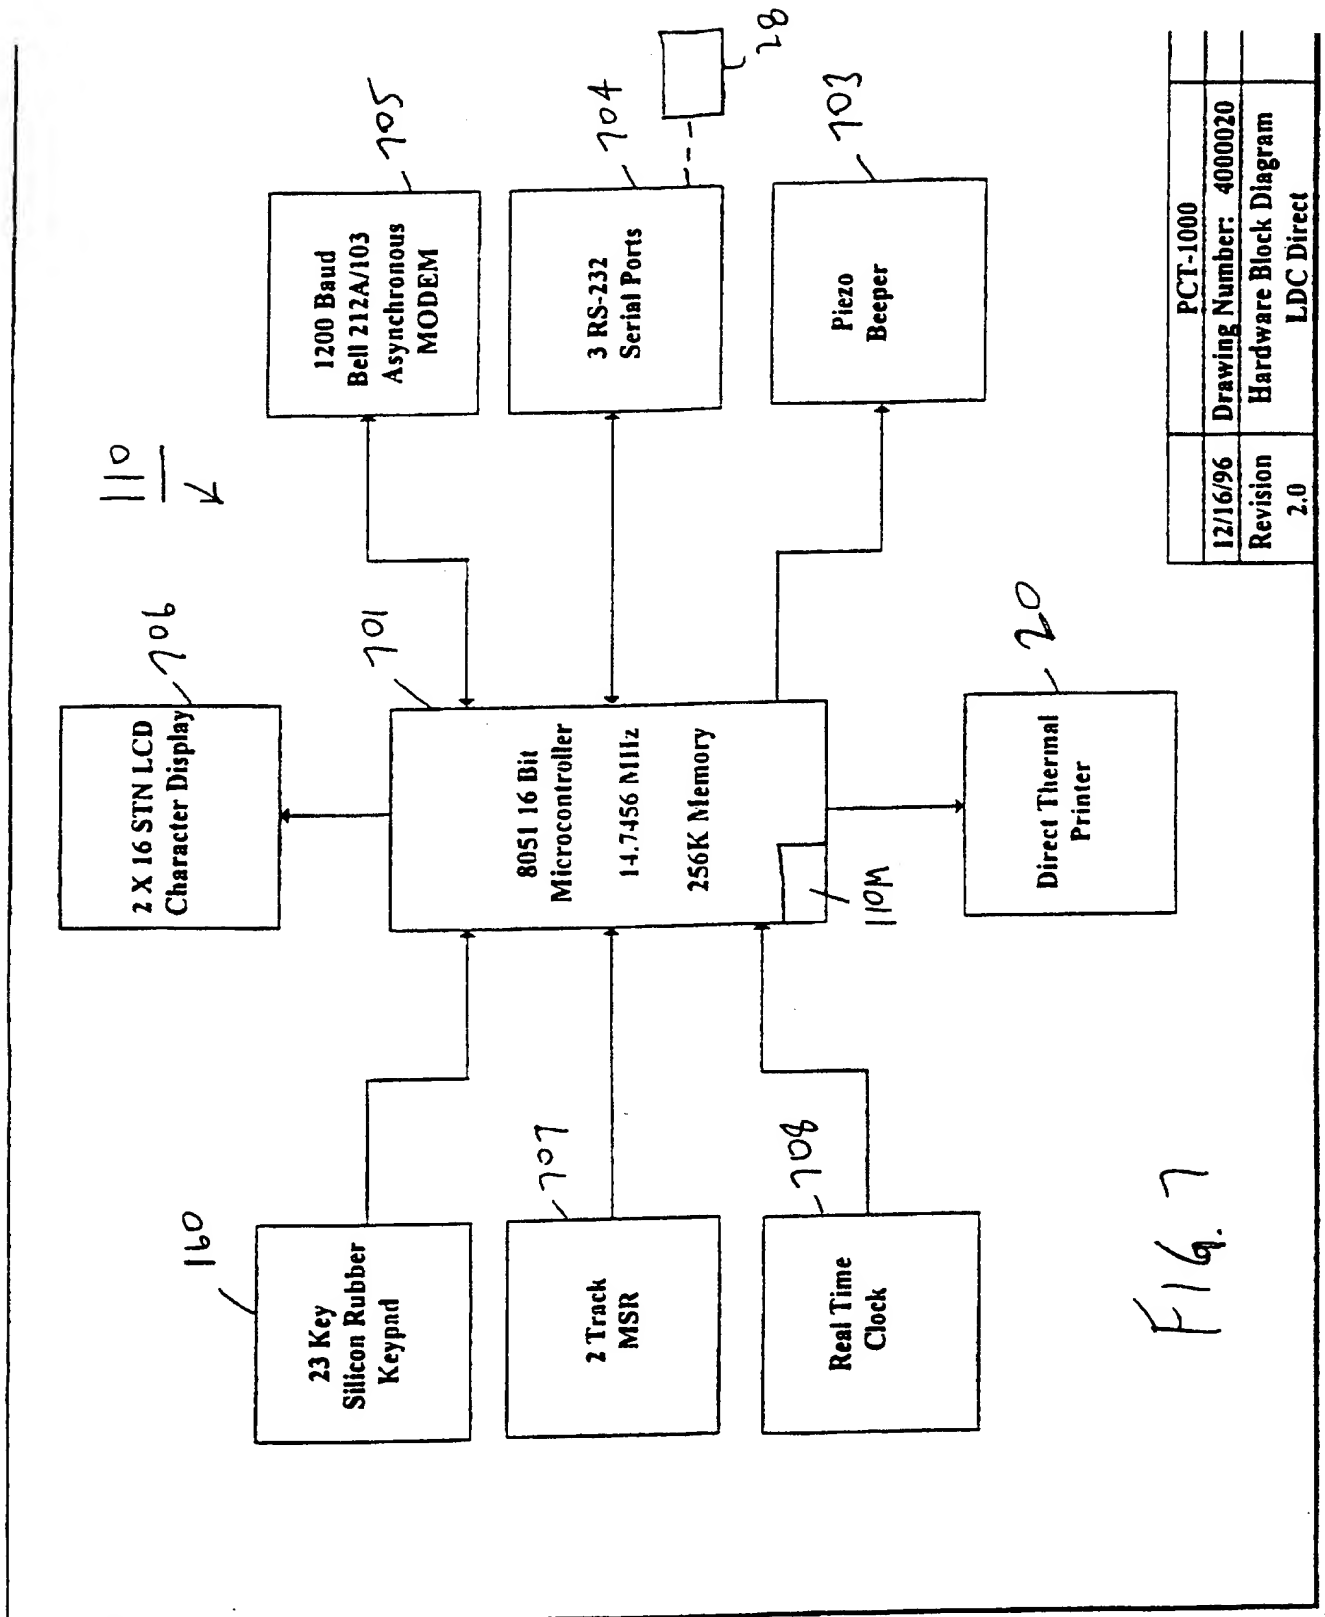 110
706
2 X 16 STN LCD
Character Display
160
23 Key
Silicon Rubber
Keypad
701
8051 16 Bit
Microcontroller
14.7456 MHz
256K Memory
110M
705
1200 Baud
Bell 212A/103
Asynchronous
MODEM
707
2 Track
MSR
704
3 RS-232
Serial Ports
28
708
Real Time
Clock
703
Piezo
Beeper
20
Direct Thermal
Printer
FIG. 7
PCT-1000
12/16/96 Drawing Number: 4000020
Revision Hardware Block Diagram
2.0 LDC Direct